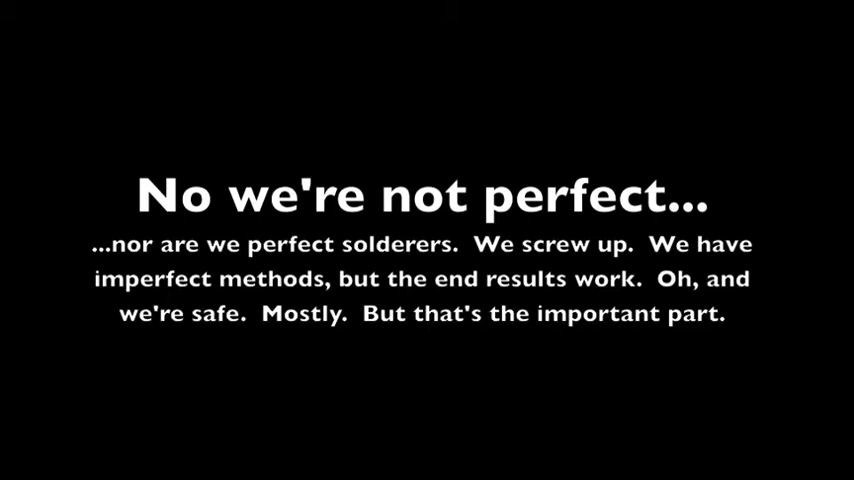 No we're not perfect...
...nor are we perfect solderers.  We screw up.  We have
imperfect methods, but the end results work.  Oh, and
we're safe.  Mostly.  But that's the important part.